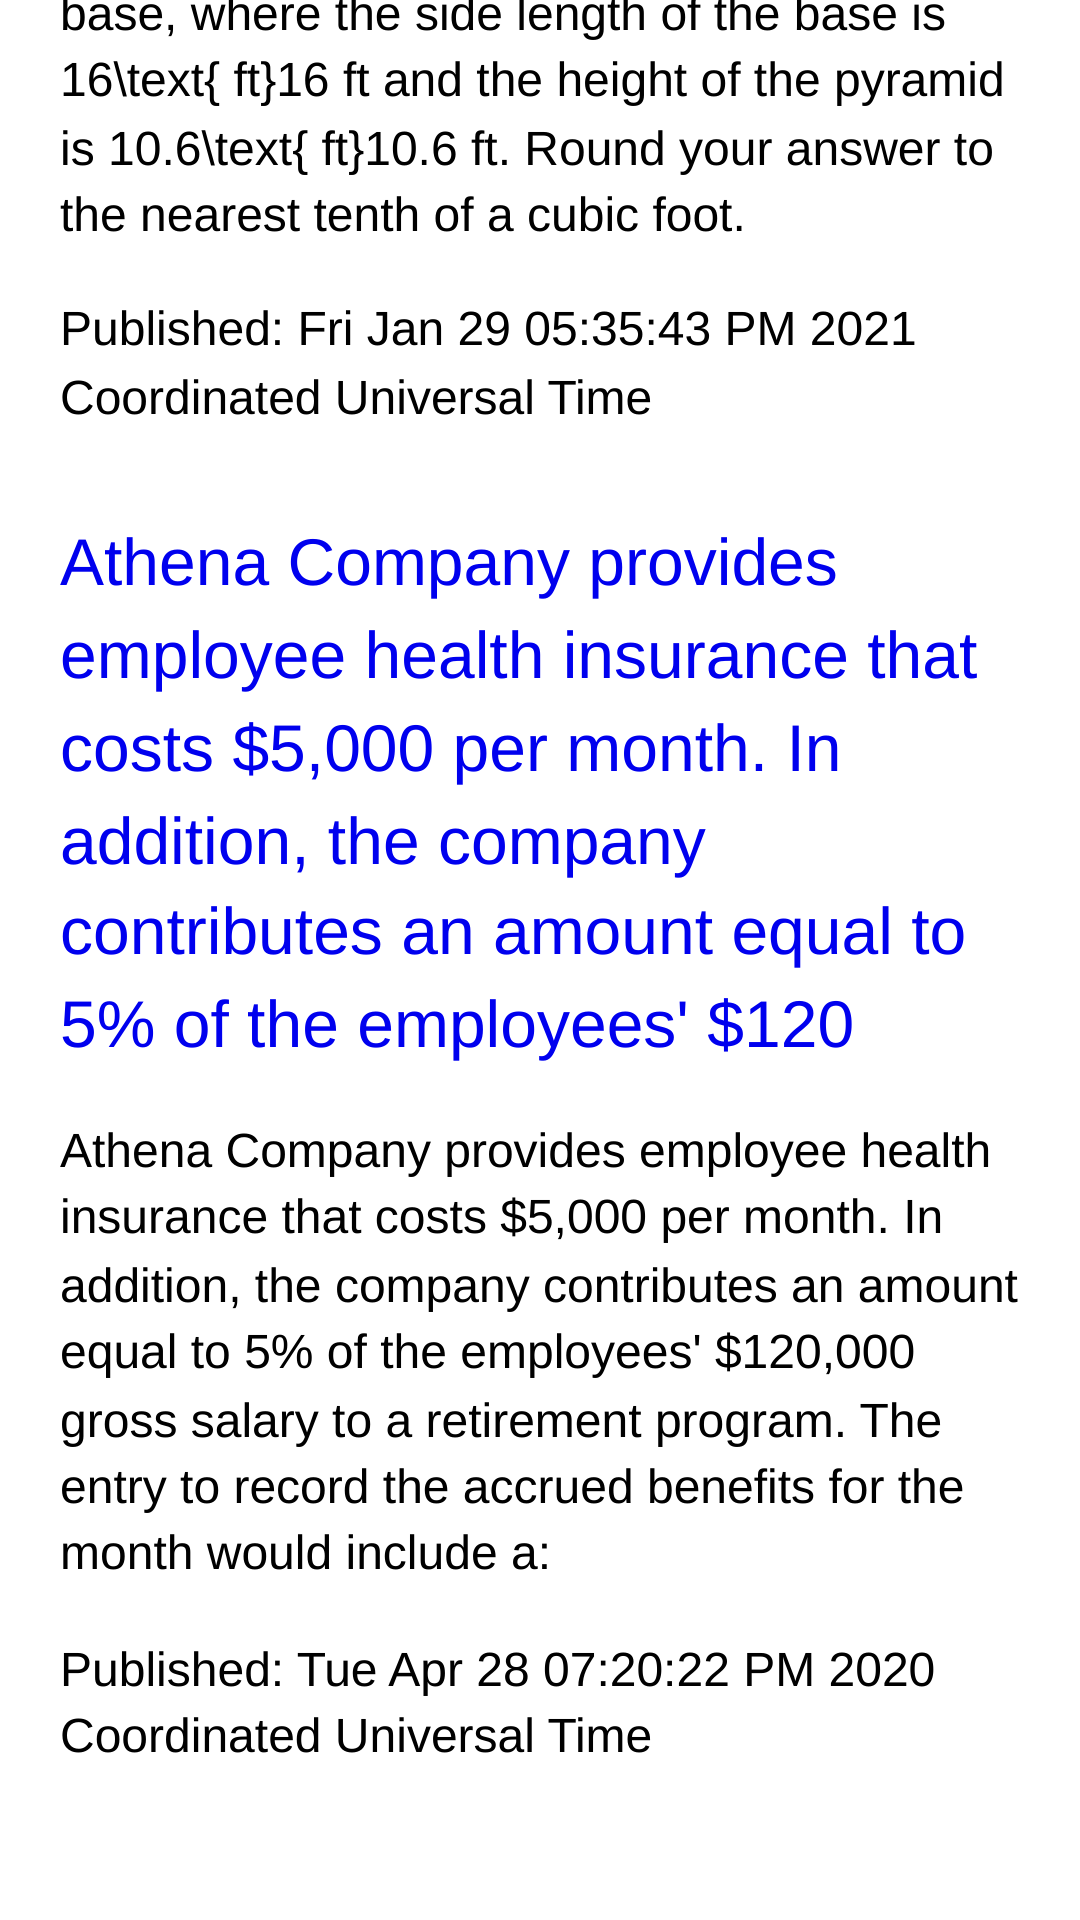 base, where the side length of the base is
16\text{ ft}16 ft and the height of the pyramid
is 10.6\text{ ft}10.6 ft. Round your answer to
the nearest tenth of a cubic foot.
Published: Fri Jan 29 05:35:43 PM 2021
Coordinated Universal Time
Athena Company provides
employee health insurance that
costs $5,000 per month. In
addition, the company
contributes an amount equal to
5% of the employees' $120
Athena Company provides employee health
insurance that costs $5,000 per month. In
addition, the company contributes an amount
equal to 5% of the employees' $120,000
gross salary to a retirement program. The
entry to record the accrued benefits for the
month would include a:
Published: Tue Apr 28 07:20:22 PM 2020
Coordinated Universal Time